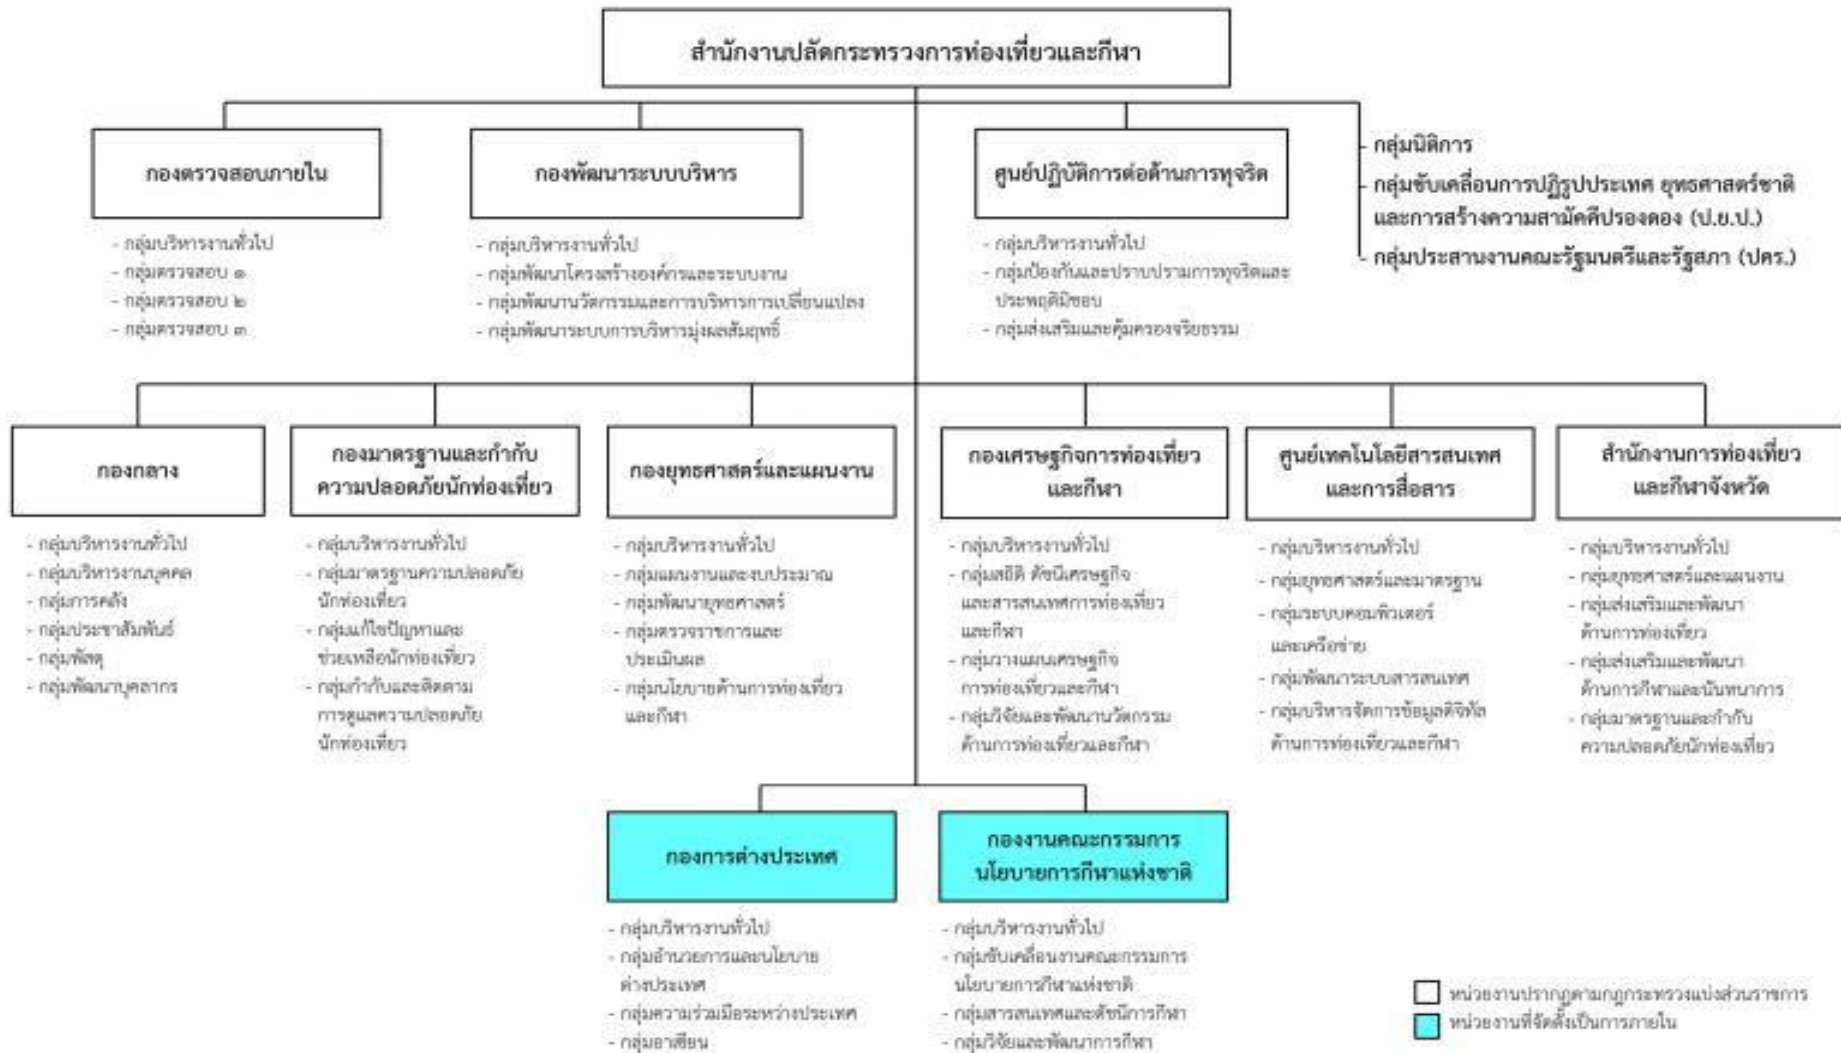 สำนักงานปลัดกระทรวงการท่องเที่ยวและกีฬา
กองตรวจสอบภายใน
- กลุ่มบริหารงานทั่วไป
- กลุ่มตรวจสอบ ๑
- กลุ่มตรวจสอบ ๒
- กลุ่มตรวจสอบ ๓
กองพัฒนาระบบบริหาร
- กลุ่มบริหารงานทั่วไป
- กลุ่มพัฒนาโครงสร้างองค์กรและระบบงาน
- กลุ่มพัฒนานวัตกรรมและการบริหารการเปลี่ยนแปลง
- กลุ่มพัฒนาระบบการบริหารมุ่งผลสัมฤทธิ์
ศูนย์ปฏิบัติการต่อต้านการทุจริต
- กลุ่มบริหารงานทั่วไป
- กลุ่มป้องกันและปราบปรามการทุจริตและ
ประพฤติมิชอบ
- กลุ่มส่งเสริมและคุ้มครองจริยธรรม
- กลุ่มนิติการ
- กลุ่มขับเคลื่อนการปฏิรูปประเทศ ยุทธศาสตร์ชาติ
และการสร้างความสามัคคีปรองดอง (ป.ย.ป.)
- กลุ่มประสานงานคณะรัฐมนตรีและรัฐสภา (ปคร.)
กองกลาง
- กลุ่มบริหารงานทั่วไป
- กลุ่มบริหารงานบุคคล
- กลุ่มการคลัง
- กลุ่มประชาสัมพันธ์
- กลุ่มพัสดุ
- กลุ่มพัฒนาบุคลากร
กองมาตรฐานและกำกับ
ความปลอดภัยนักท่องเที่ยว
- กลุ่มบริหารงานทั่วไป
- กลุ่มมาตรฐานความปลอดภัย
นักท่องเที่ยว
- กลุ่มแก้ไขปัญหาและ
ช่วยเหลือนักท่องเที่ยว
- กลุ่มกำกับและติดตาม
การดูแลความปลอดภัย
นักท่องเที่ยว
กองยุทธศาสตร์และแผนงาน
- กลุ่มบริหารงานทั่วไป
- กลุ่มแผนงานและงบประมาณ
- กลุ่มพัฒนายุทธศาสตร์
- กลุ่มตรวจราชการและ
ประเมินผล
- กลุ่มนโยบายด้านการท่องเที่ยว
และกีฬา
กองเศรษฐกิจการท่องเที่ยว
และกีฬา
- กลุ่มบริหารงานทั่วไป
- กลุ่มสถิติ ดัชนีเศรษฐกิจ
และสารสนเทศการท่องเที่ยว
และกีฬา
- กลุ่มวางแผนเศรษฐกิจ
การท่องเที่ยวและกีฬา
- กลุ่มวิจัยและพัฒนานวัตกรรม
ด้านการท่องเที่ยวและกีฬา
ศูนย์เทคโนโลยีสารสนเทศ
และการสื่อสาร
- กลุ่มบริหารงานทั่วไป
- กลุ่มยุทธศาสตร์และมาตรฐาน
- กลุ่มระบบคอมพิวเตอร์
และเครือข่าย
- กลุ่มพัฒนาระบบสารสนเทศ
- กลุ่มบริหารจัดการข้อมูลดิจิทัล
ด้านการท่องเที่ยวและกีฬา
สำนักงานการท่องเที่ยว
และกีฬาจังหวัด
- กลุ่มบริหารงานทั่วไป
- กลุ่มยุทธศาสตร์และแผนงาน
- กลุ่มส่งเสริมและพัฒนา
ด้านการท่องเที่ยว
- กลุ่มส่งเสริมและพัฒนา
ด้านการกีฬาและนันทนาการ
- กลุ่มมาตรฐานและกำกับ
ความปลอดภัยนักท่องเที่ยว
กองการต่างประเทศ
- กลุ่มบริหารงานทั่วไป
- กลุ่มอำนวยการและนโยบาย
ต่างประเทศ
- กลุ่มความร่วมมือระหว่างประเทศ
- กลุ่มอาเซียน
กองงานคณะกรรมการ
นโยบายการกีฬาแห่งชาติ
- กลุ่มบริหารงานทั่วไป
- กลุ่มขับเคลื่อนงานคณะกรรมการ
นโยบายการกีฬาแห่งชาติ
- กลุ่มสารสนเทศและดัชนีการกีฬา
- กลุ่มวิจัยและพัฒนาการกีฬา
หน่วยงานปรากฏตามกฎกระทรวงแบ่งส่วนราชการ
หน่วยงานที่จัดตั้งเป็นการภายใน